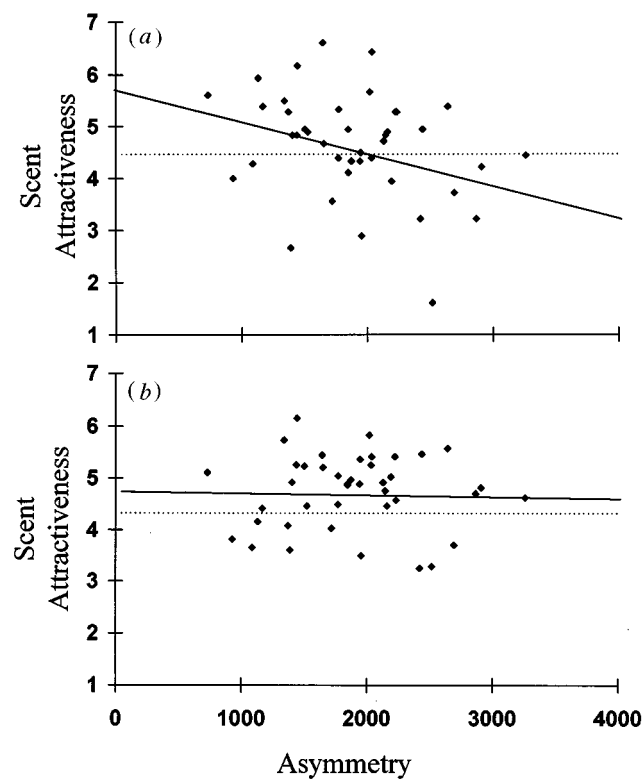 (a)
7
6
5
4
3
2
1
Scent
Attractiveness
(b)
7
6
5
4
3
2
1
Scent
Attractiveness
0 1000 2000 3000 4000
Asymmetry